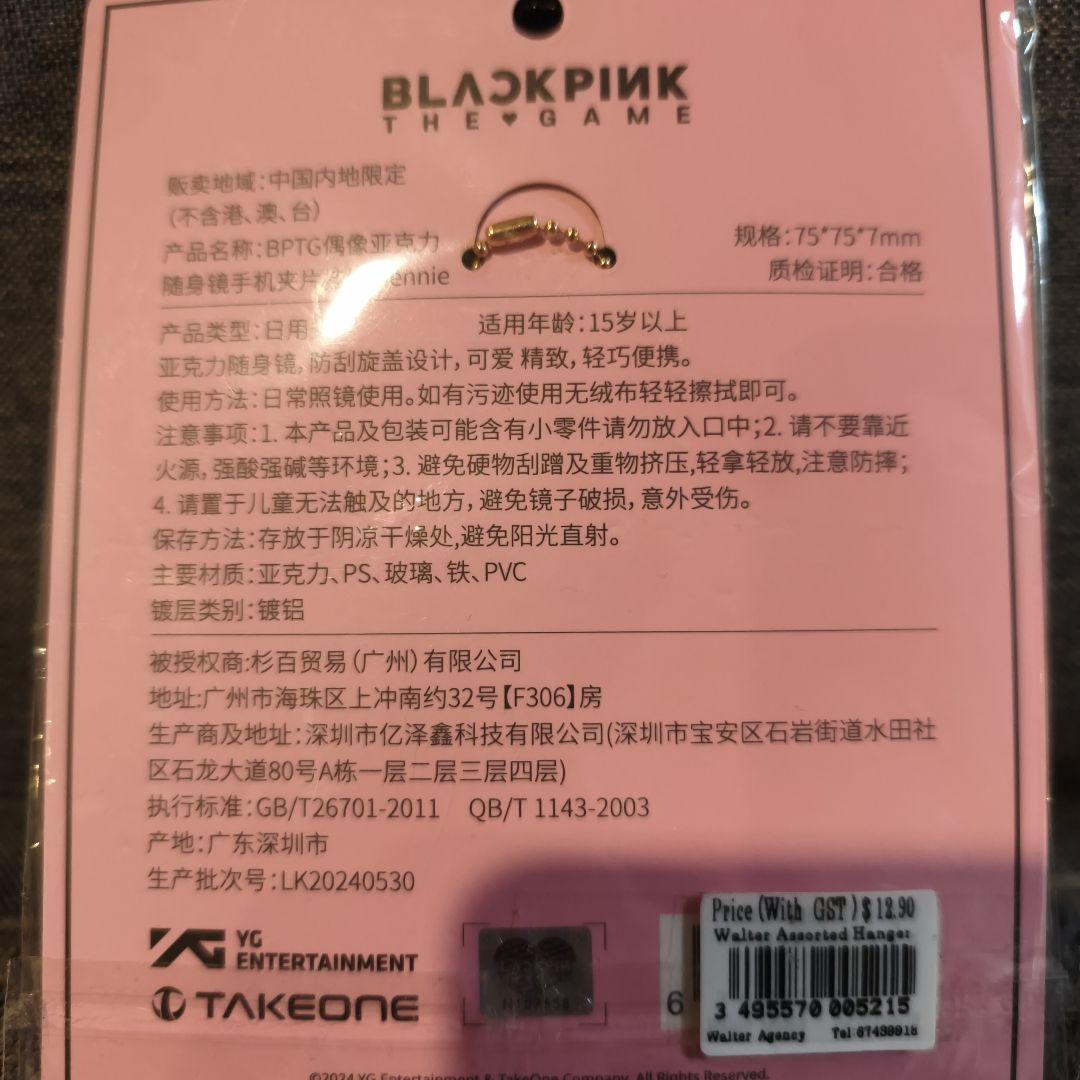 BLACKPINK
THE♥GAME
贩卖地域:中国内地限定
(不含港、澳、台)
产品名称:BPTG偶像亚克力
随身镜手机夹片 ennie
规格:75*75*7mm
质检证明:合格
产品类型:日用
适用年龄:15岁以上
亚克力随身镜,防刮旋盖设计,可爱 精致,轻巧便携。
使用方法:日常照镜使用。如有污迹使用无绒布轻轻擦拭即可。
注意事项:1. 本产品及包装可能含有小零件请勿放入口中;2. 请不要靠近
火源,强酸强碱等环境;3. 避免硬物刮蹭及重物挤压,轻拿轻放,注意防摔;
4. 请置于儿童无法触及的地方,避免镜子破损,意外受伤。
保存方法:存放于阴凉干燥处,避免阳光直射。
主要材质:亚克力、PS、玻璃、铁、PVC
镀层类别:镀铝
被授权商:杉百贸易(广州)有限公司
地址:广州市海珠区上冲南约32号【F306】房
生产商及地址:深圳市亿泽鑫科技有限公司(深圳市宝安区石岩街道水田社
区石龙大道80号A栋一层二层三层四层)
执行标准:GB/T26701-2011 QB/T 1143-2003
产地:广东深圳市
生产批次号:LK20240530
YG
ENTERTAINMENT
TAKEONE
6
Price(With GST)$ 12.90
Walter Assorted Hanger
3 495570 005215
Walter Agency Tel 67439918
©2024 YG Entertainment & TakeOne Company. All Rights Reserved.